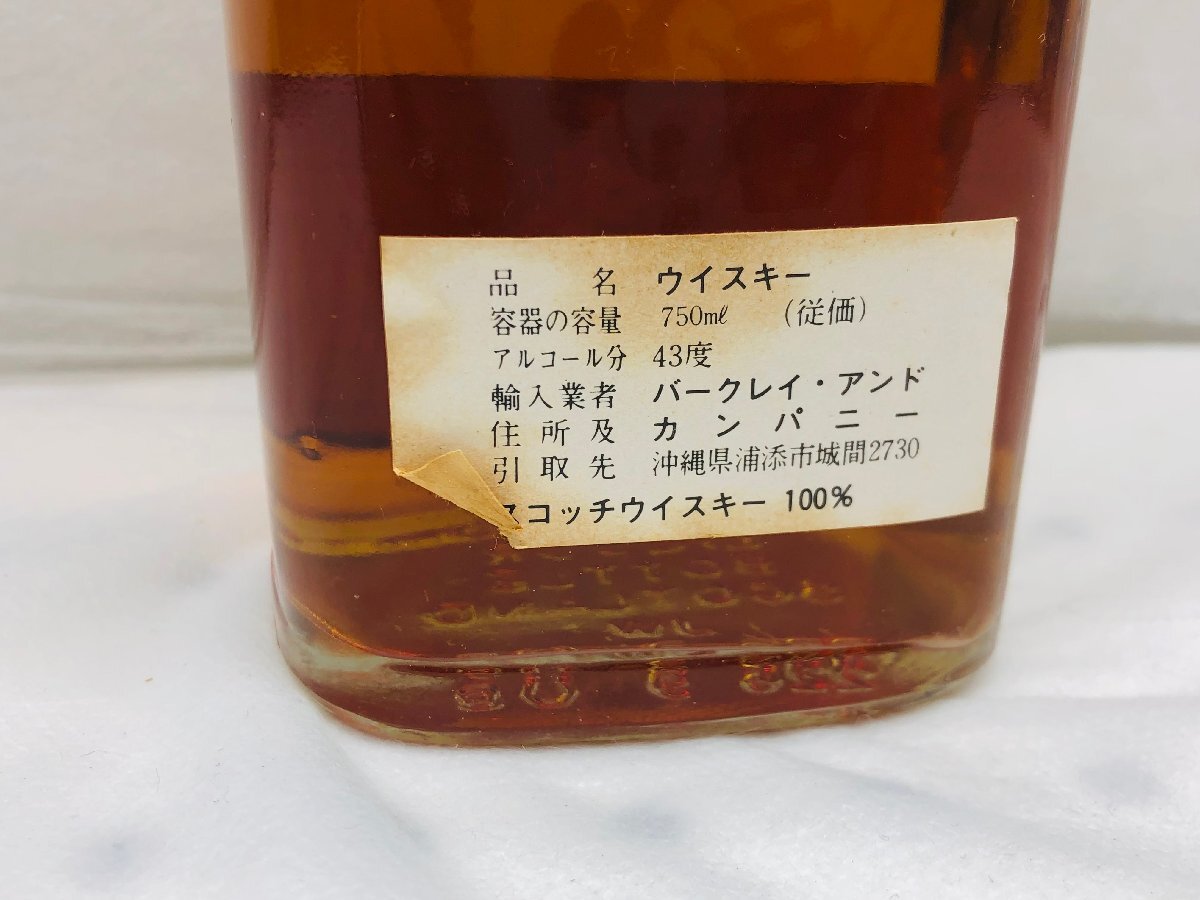 品名 ウイスキー
容器の容量 750㎖ (従価)
アルコール分 43度
輸入業者 バークレイ・アンド
住所及 カンパニー
引取先 沖縄県浦添市城間2730
スコッチウイスキー 100%